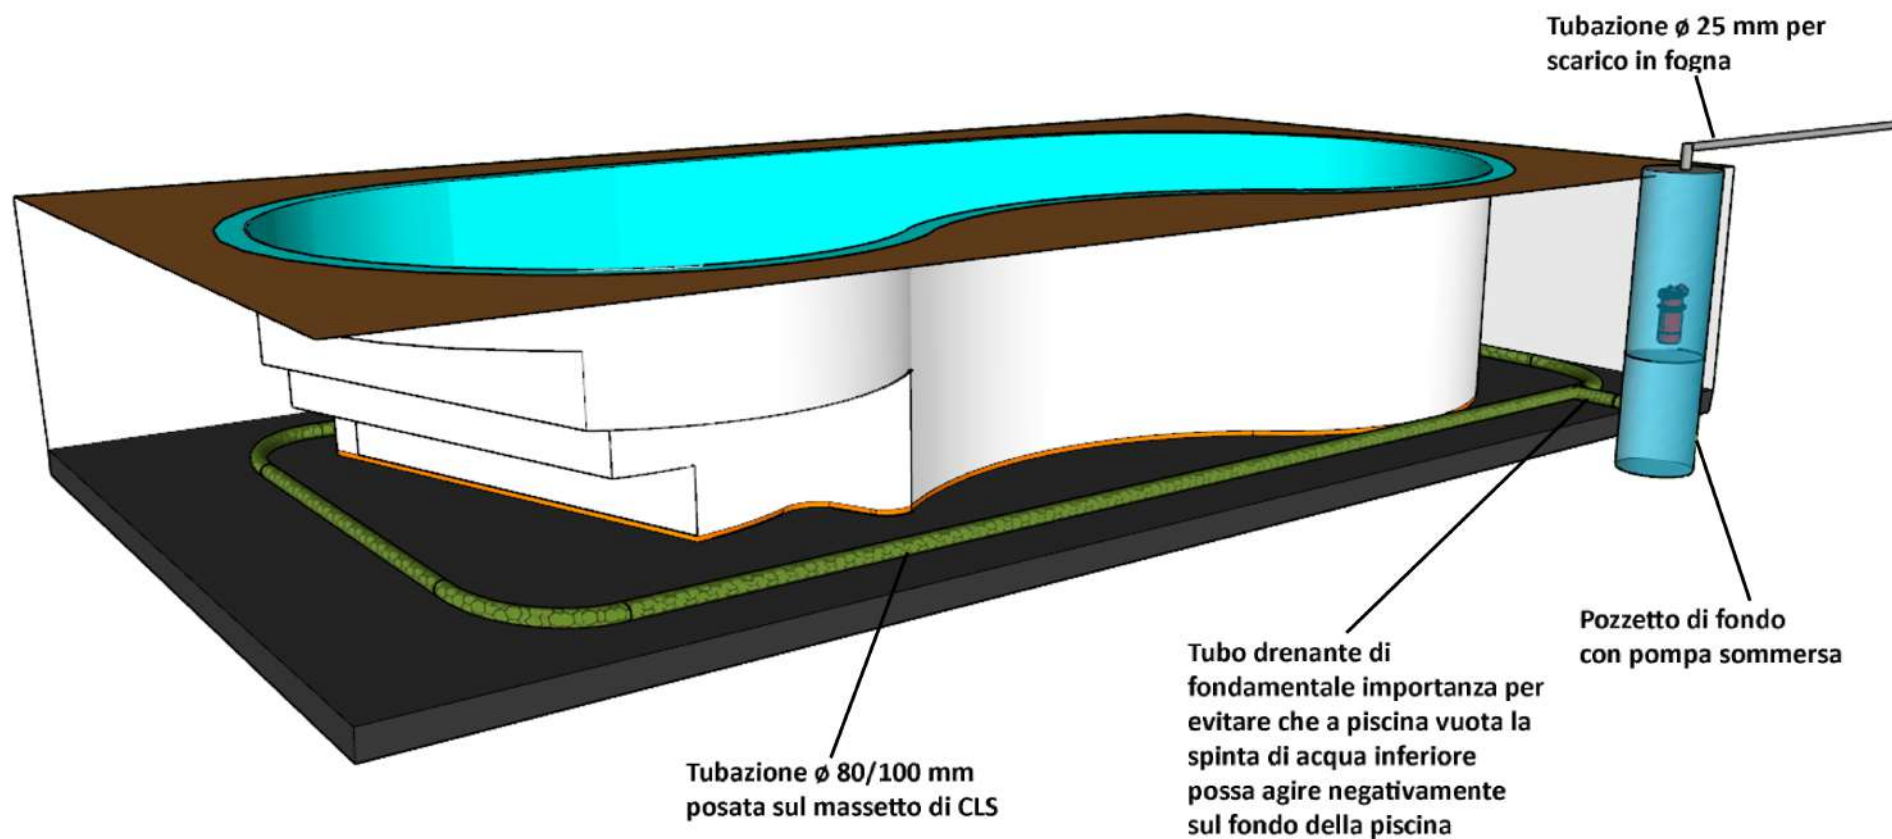 Tubazione ø 25 mm per
scarico in fogna
Pozzetto di fondo
con pompa sommersa
Tubo drenante di
fondamentale importanza per
evitare che a piscina vuota la
spinta di acqua inferiore
possa agire negativamente
sul fondo della piscina
Tubazione ø 80/100 mm
posata sul massetto di CLS